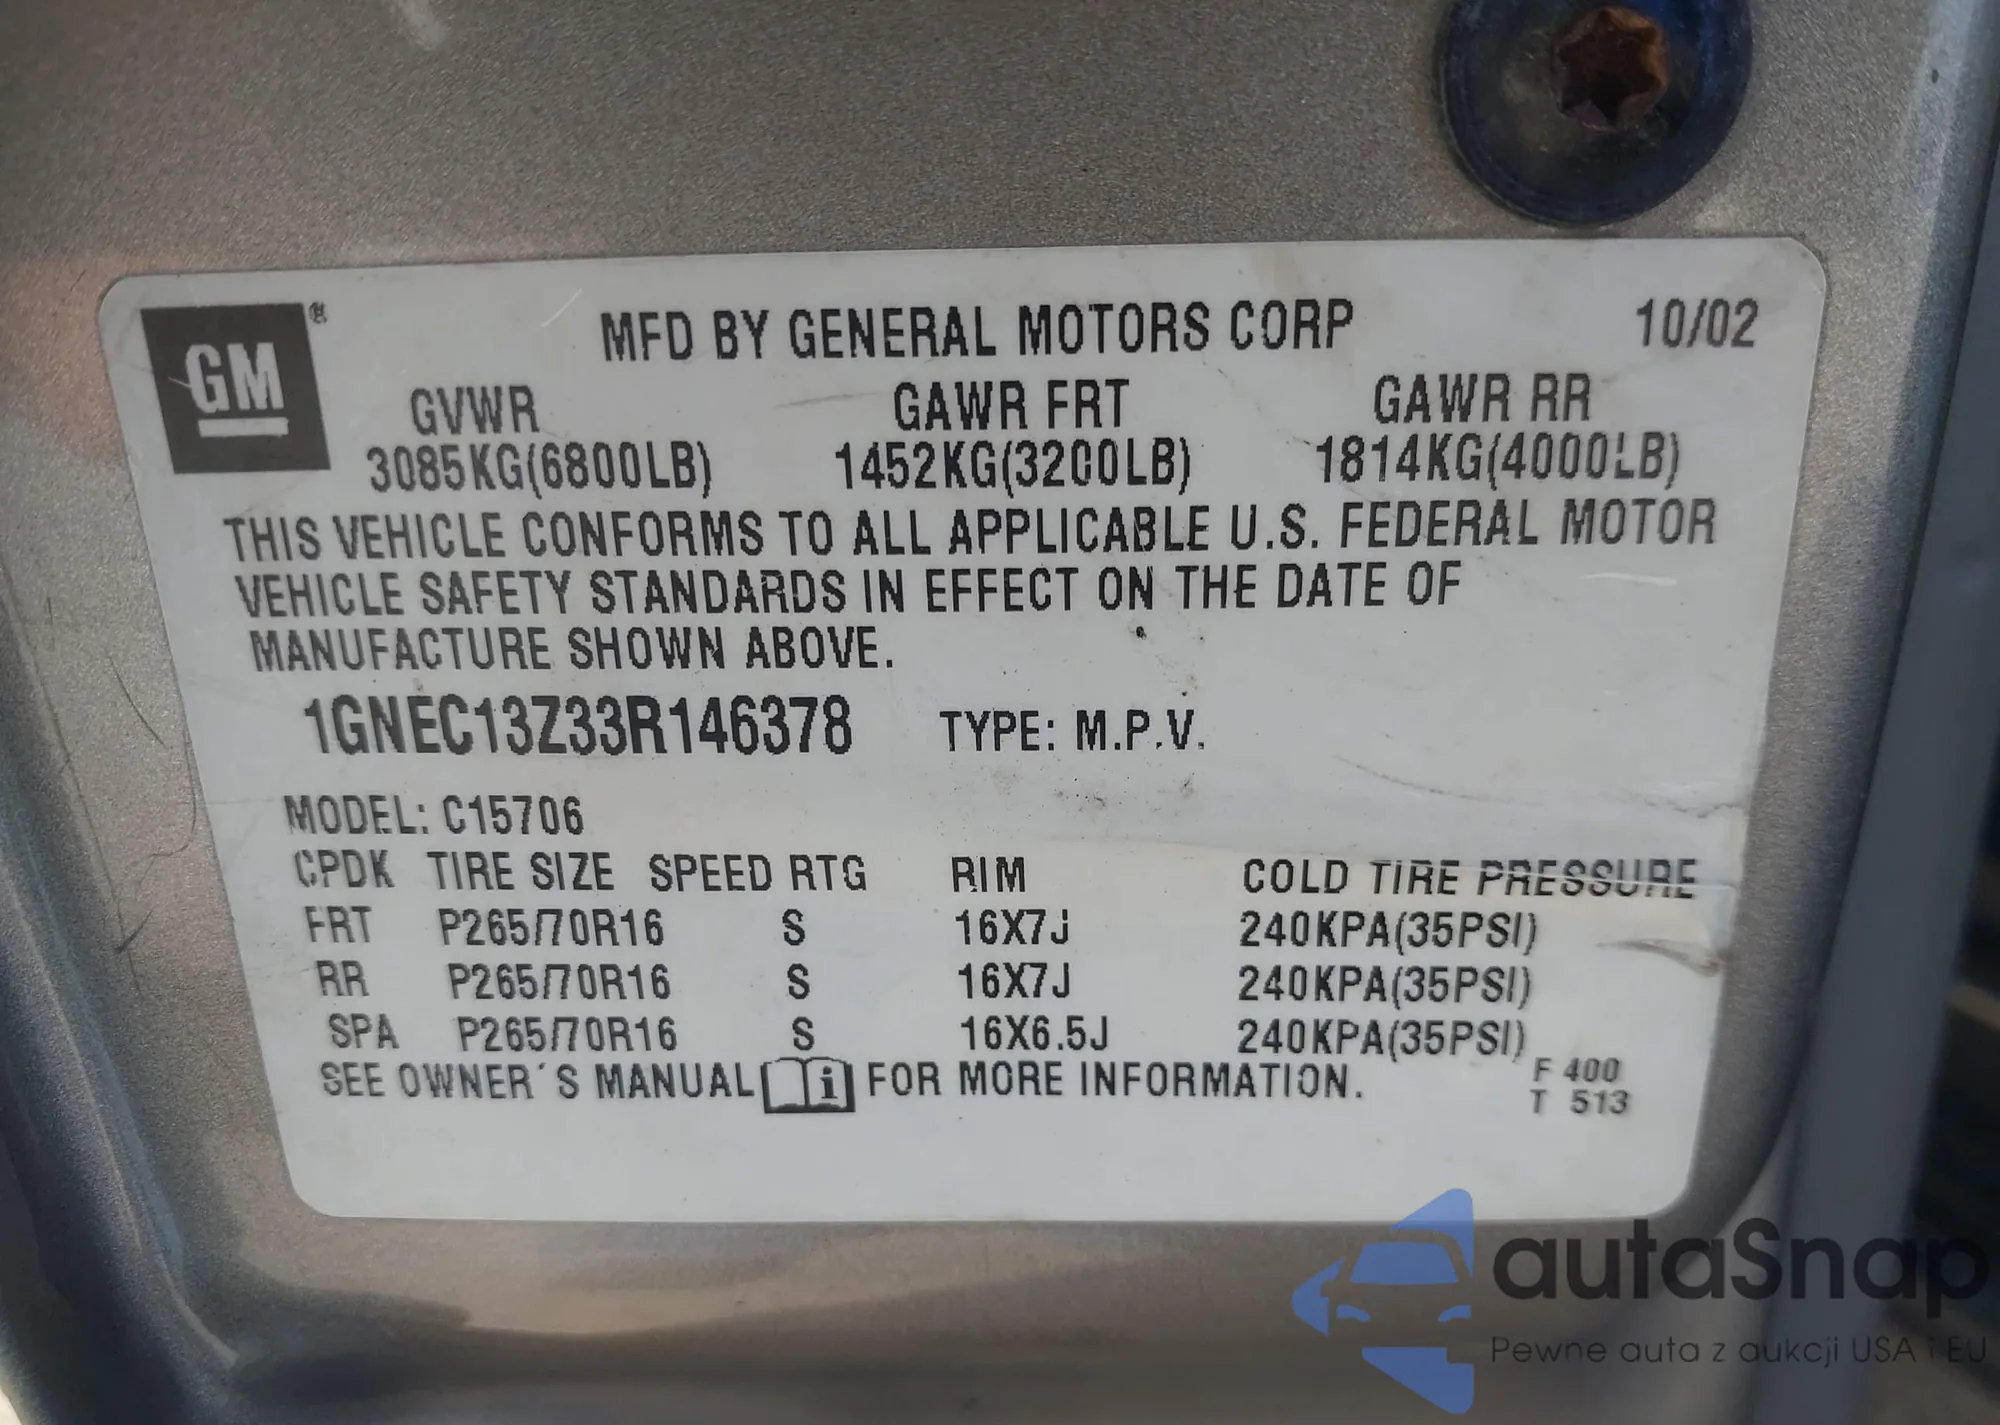 GM ®
MFD BY GENERAL MOTORS CORP 10/02
GVWR GAWR FRT GAWR RR
3085KG(6800LB) 1452KG(3200LB) 1814KG(4000LB)
THIS VEHICLE CONFORMS TO ALL APPLICABLE U.S. FEDERAL MOTOR
VEHICLE SAFETY STANDARDS IN EFFECT ON THE DATE OF
MANUFACTURE SHOWN ABOVE.
1GNEC13Z33R146378 TYPE: M.P.V.
MODEL: C15706
CPDK TIRE SIZE SPEED RTG RIM COLD TIRE PRESSURE
FRT P265/70R16 S 16X7J 240KPA(35PSI)
RR P265/70R16 S 16X7J 240KPA(35PSI)
SPA P265/70R16 S 16X6.5J 240KPA(35PSI)
SEE OWNER´S MANUAL i FOR MORE INFORMATION.
F 400
T 513
autaSnap
Pewne auta z aukcji USA i EU